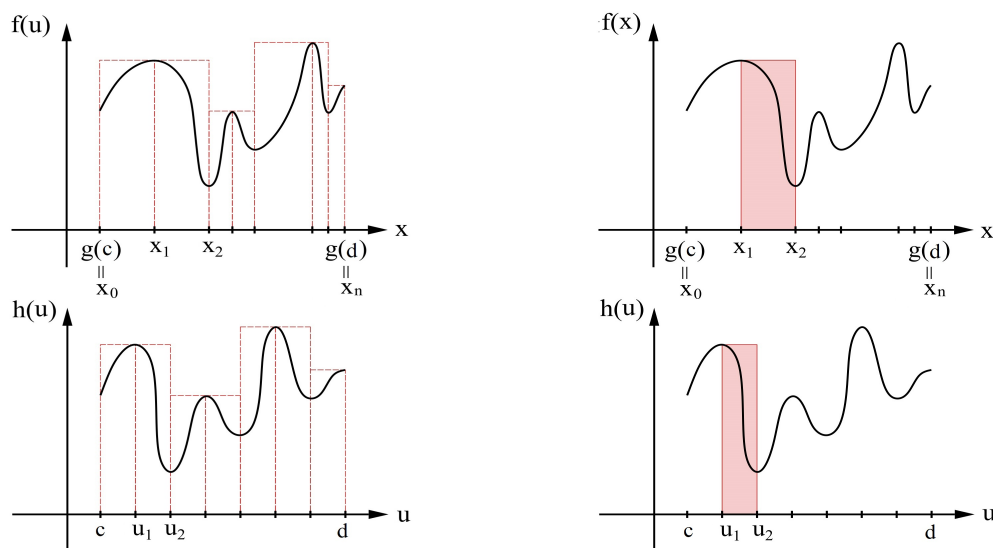 f(u)
x
g(c) x₁ x₂ g(d)
= =
x₀ xₙ
h(u)
u
c u₁ u₂ d
f(x)
x
g(c) x₁ x₂ g(d)
= =
x₀ xₙ
h(u)
u
c u₁ u₂ d